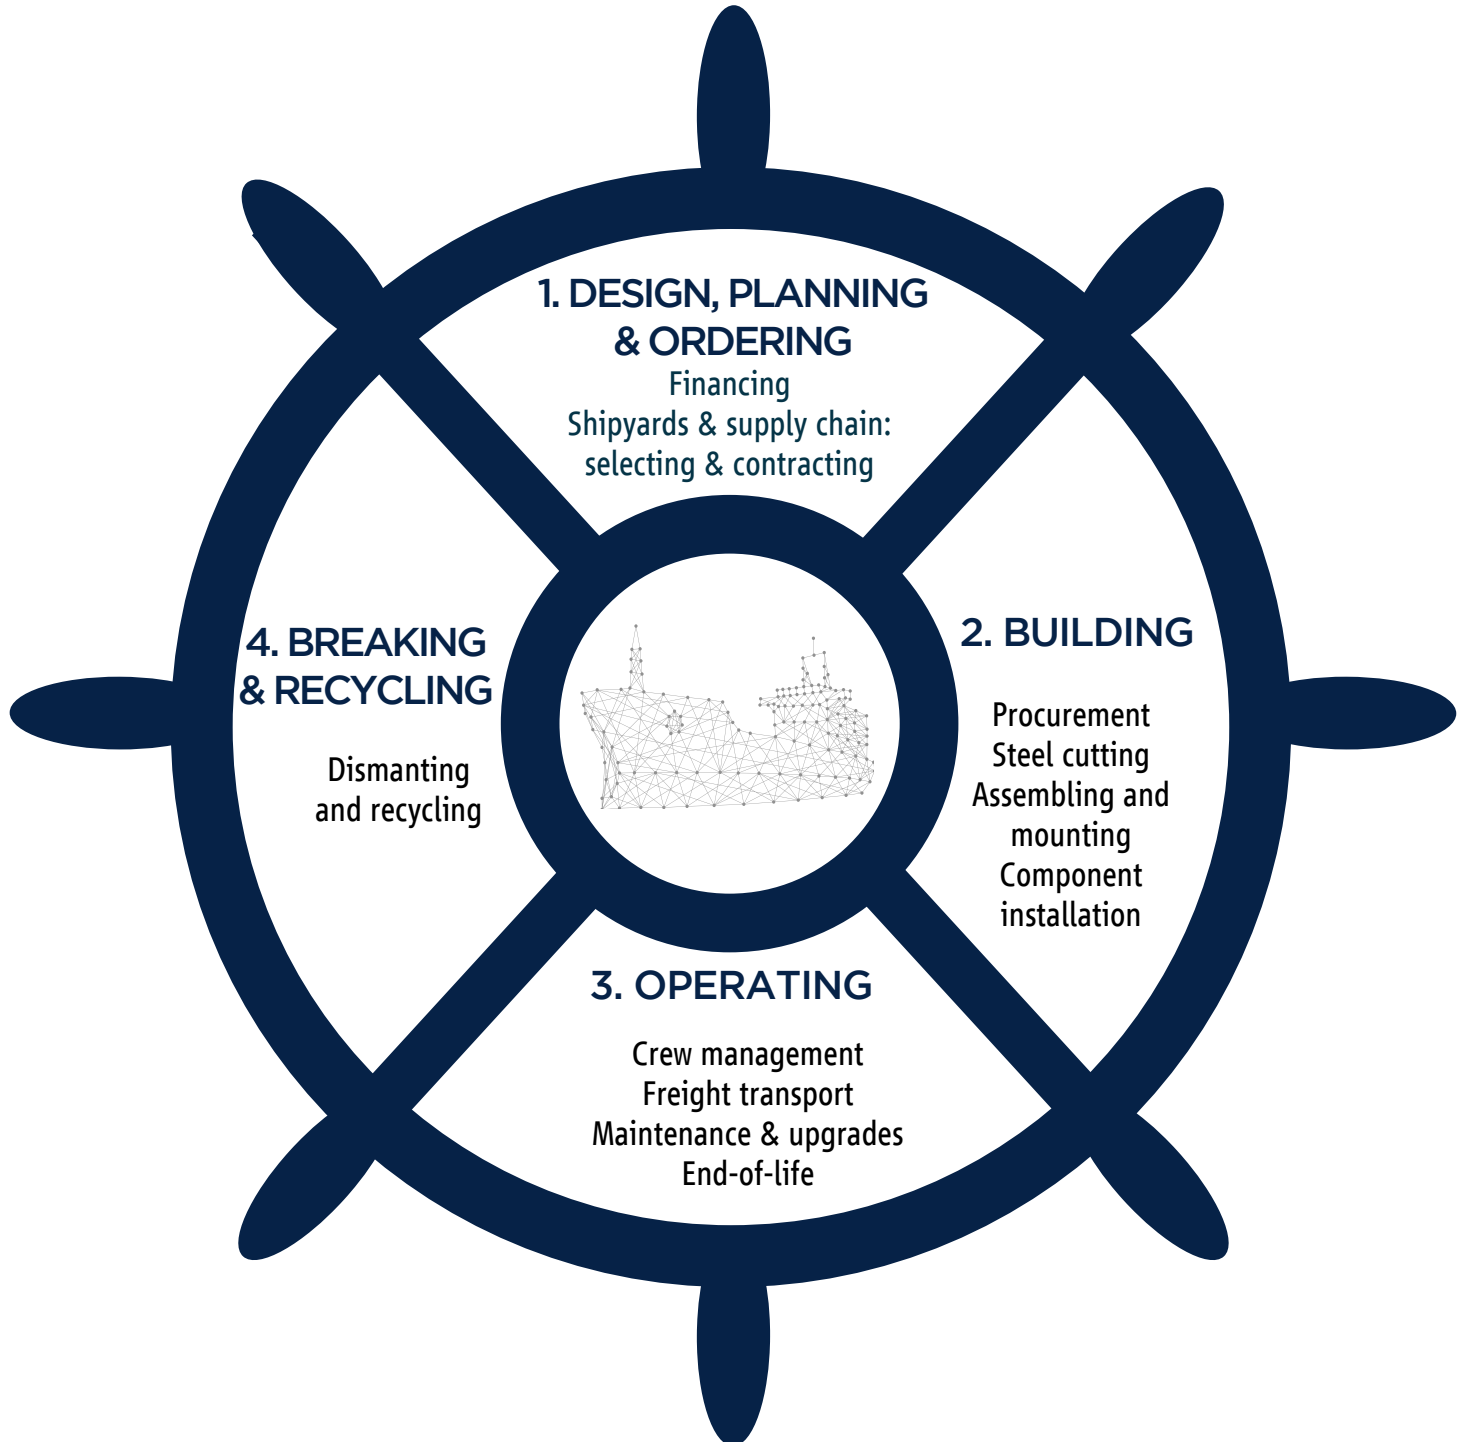 1. DESIGN, PLANNING
& ORDERING
Financing
Shipyards & supply chain:
selecting & contracting
2. BUILDING
Procurement
Steel cutting
Assembling and
mounting
Component
installation
3. OPERATING
Crew management
Freight transport
Maintenance & upgrades
End-of-life
4. BREAKING
& RECYCLING
Dismanting
and recycling